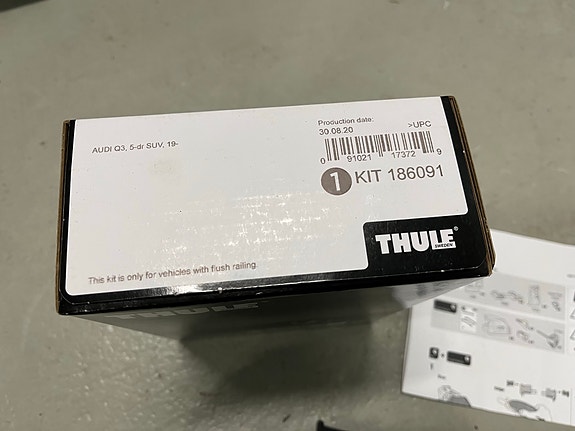 Production date:
30.08.20
>UPC
AUDI Q3, 5-dr SUV, 19-
0 91021 17372 9
1 KIT 186091
THULE®
SWEDEN
This kit is only for vehicles with flush railing.
THULE